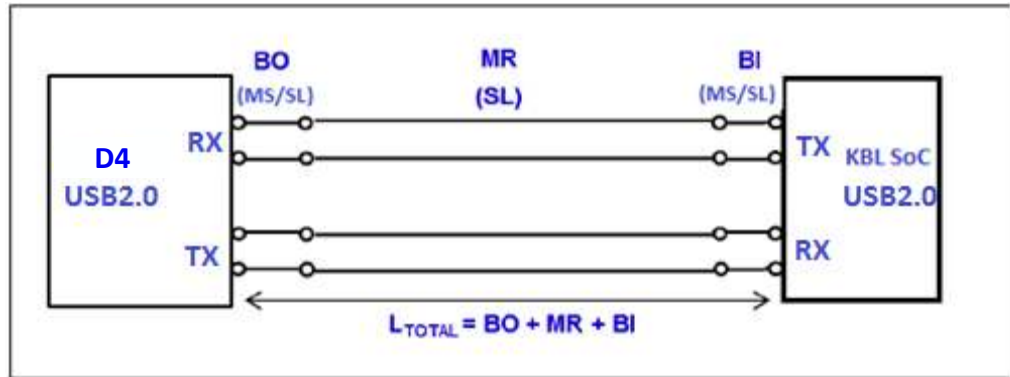 BO MR BI
(MS/SL) (SL) (MS/SL)
RX TX
D4 KBL SoC
USB2.0 USB2.0
TX RX
LTOTAL = BO + MR + BI